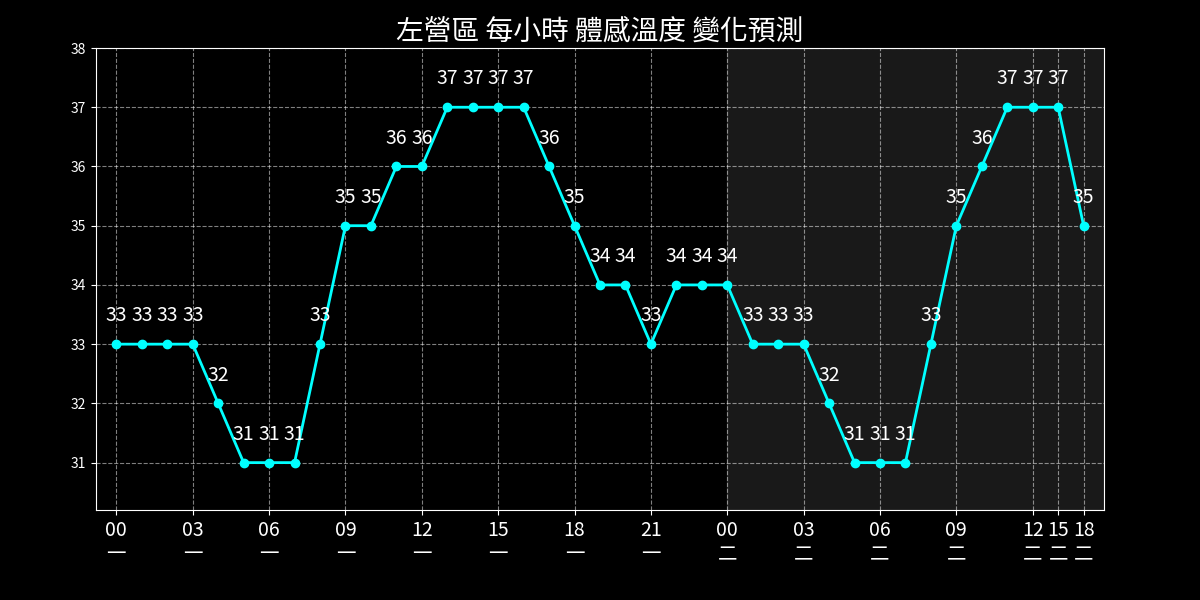 左營區 每小時 體感溫度 變化預測
38
37 37 37 37 37 37 37
37
36 36 36 36
36
35 35 35 35 35
35
34 34 34 34 34
34
33 33 33 33 33 33 33 33 33 33
33
32 32
32
31 31 31 31 31 31
31
00 03 06 09 12 15 18 21 00 03 06 09 12 15 18
一 一 一 一 一 一 一 一 二 二 二 二 二 二 二